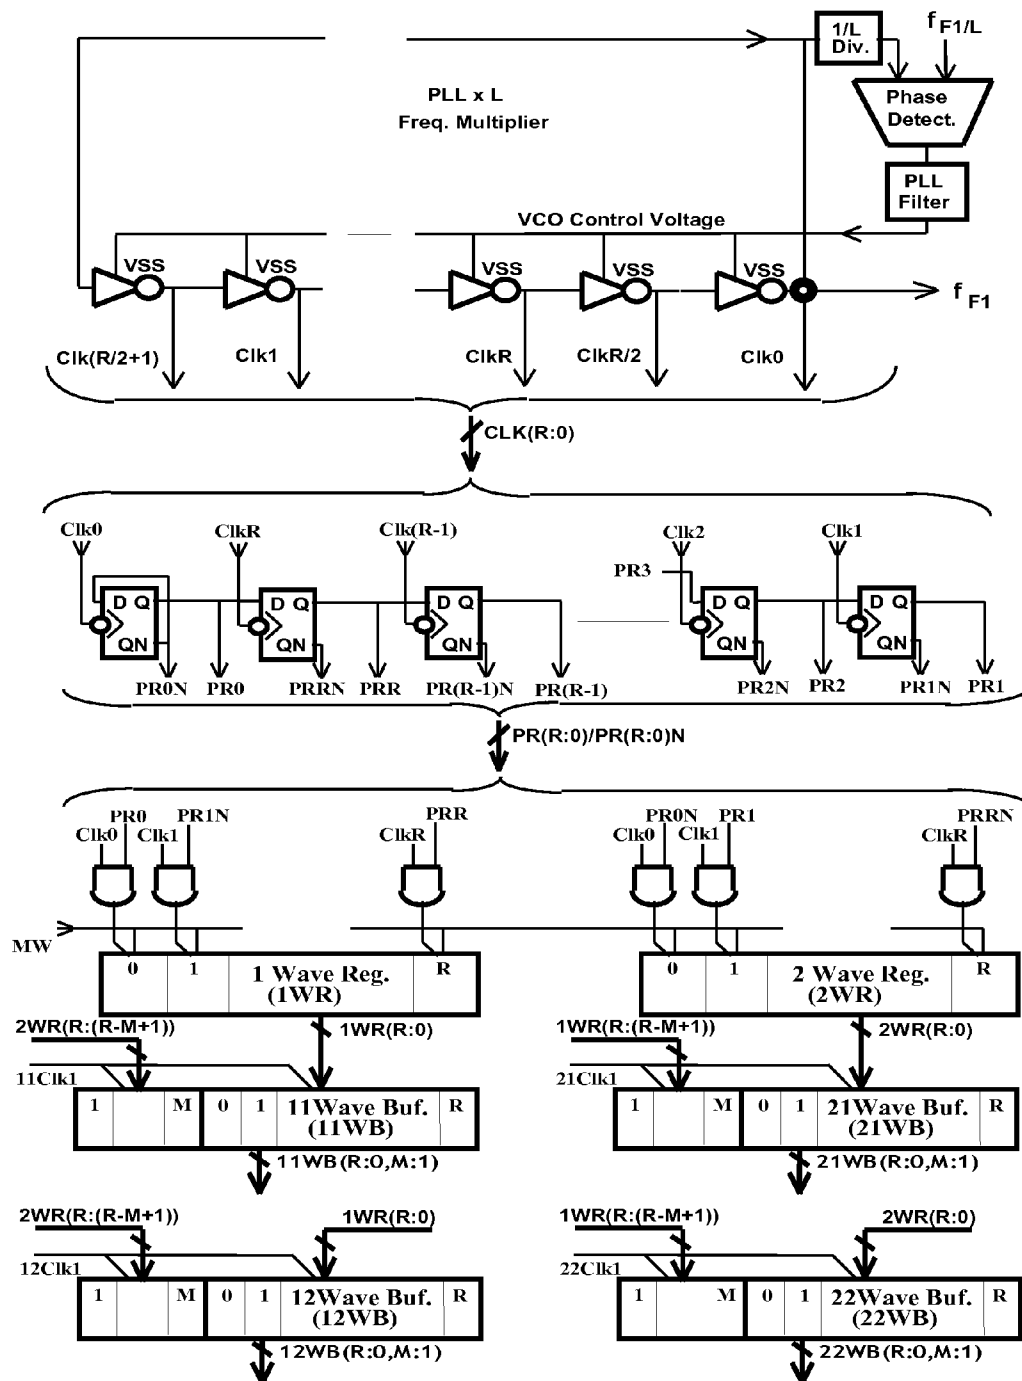 1/L
Div.
f F1/L
PLL x L
Freq. Multiplier
Phase
Detect.
PLL
Filter
VCO Control Voltage
VSS VSS VSS VSS VSS
f F1
Clk(R/2+1) Clk1 ClkR ClkR/2 Clk0
CLK(R:0)
Clk0 ClkR Clk(R-1) Clk2 Clk1
PR3
D Q D Q D Q D Q D Q
QN QN QN QN QN
PR0N PR0 PRRN PRR PR(R-1)N PR(R-1) PR2N PR2 PR1N PR1
PR(R:0)/PR(R:0)N
PR0 PR1N PRR PR0N PR1 PRRN
Clk0 Clk1 ClkR Clk0 Clk1 ClkR
MW
0 1 1 Wave Reg. R 0 1 2 Wave Reg. R
(1WR) (2WR)
2WR(R:(R-M+1)) 1WR(R:0) 1WR(R:(R-M+1)) 2WR(R:0)
11Clk1 21Clk1
1 M 0 1 11Wave Buf. R 1 M 0 1 21Wave Buf. R
(11WB) (21WB)
11WB(R:O,M:1) 21WB(R:O,M:1)
2WR(R:(R-M+1)) 1WR(R:0) 1WR(R:(R-M+1)) 2WR(R:0)
12Clk1 22Clk1
1 M 0 1 12Wave Buf. R 1 M 0 1 22Wave Buf. R
(12WB) (22WB)
12WB(R:O,M:1) 22WB(R:O,M:1)